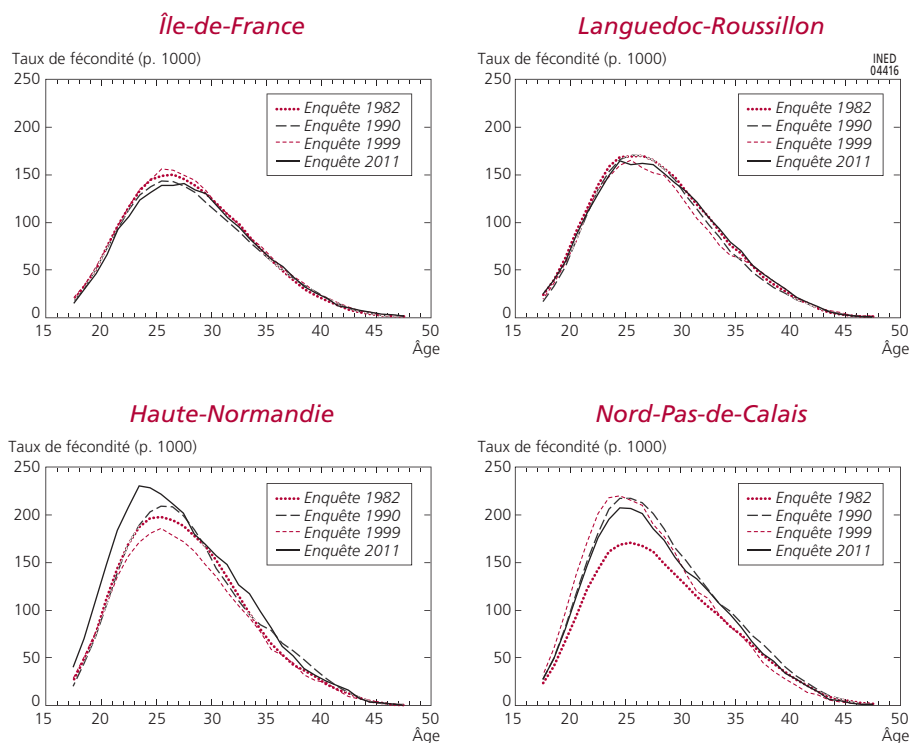 Île-de-France
Taux de fécondité (p. 1000)
250
200
150
100
50
0
15 20 25 30 35 40 45 50
Âge
Enquête 1982
Enquête 1990
Enquête 1999
Enquête 2011
Languedoc-Roussillon
Taux de fécondité (p. 1000)
INED
04416
250
200
150
100
50
0
15 20 25 30 35 40 45 50
Âge
Enquête 1982
Enquête 1990
Enquête 1999
Enquête 2011
Haute-Normandie
Taux de fécondité (p. 1000)
250
200
150
100
50
0
15 20 25 30 35 40 45 50
Âge
Enquête 1982
Enquête 1990
Enquête 1999
Enquête 2011
Nord-Pas-de-Calais
Taux de fécondité (p. 1000)
250
200
150
100
50
0
15 20 25 30 35 40 45 50
Âge
Enquête 1982
Enquête 1990
Enquête 1999
Enquête 2011